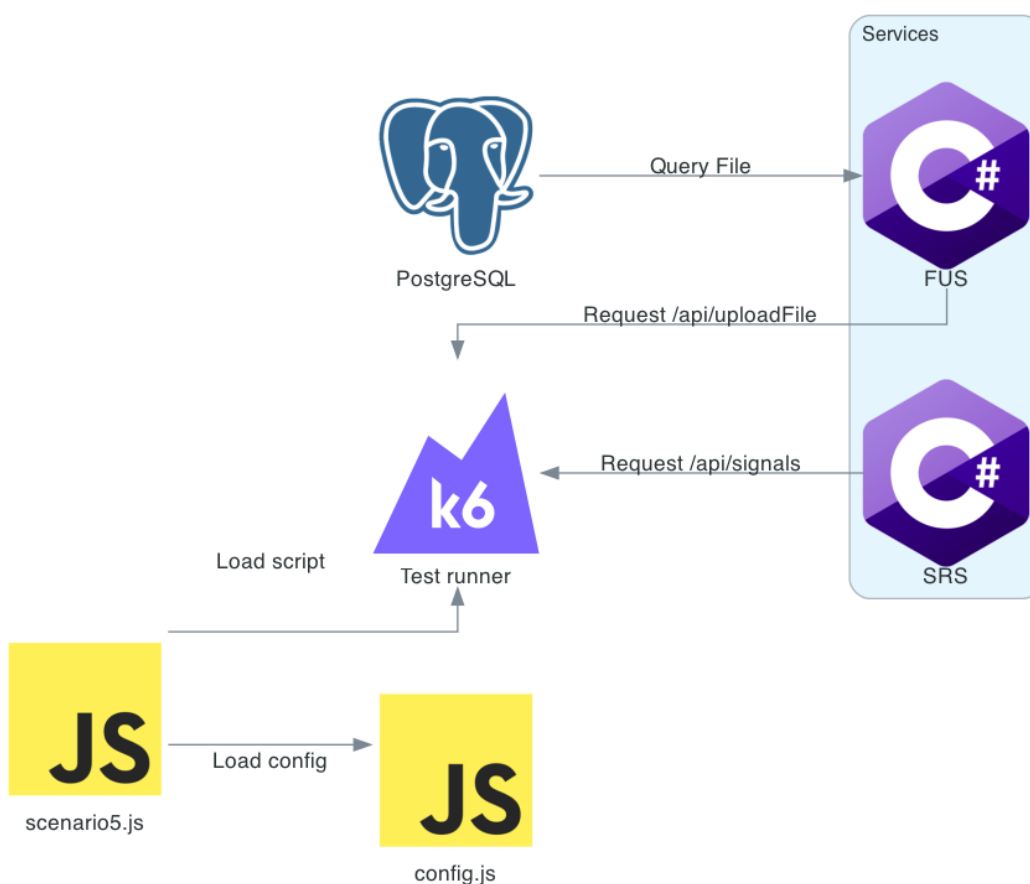 Services
C#
Query File
PostgreSQL
FUS
Request /api/uploadFile
k6
C#
Request /api/signals
Test runner
SRS
Load script
JS
scenario5.js
Load config
JS
config.js